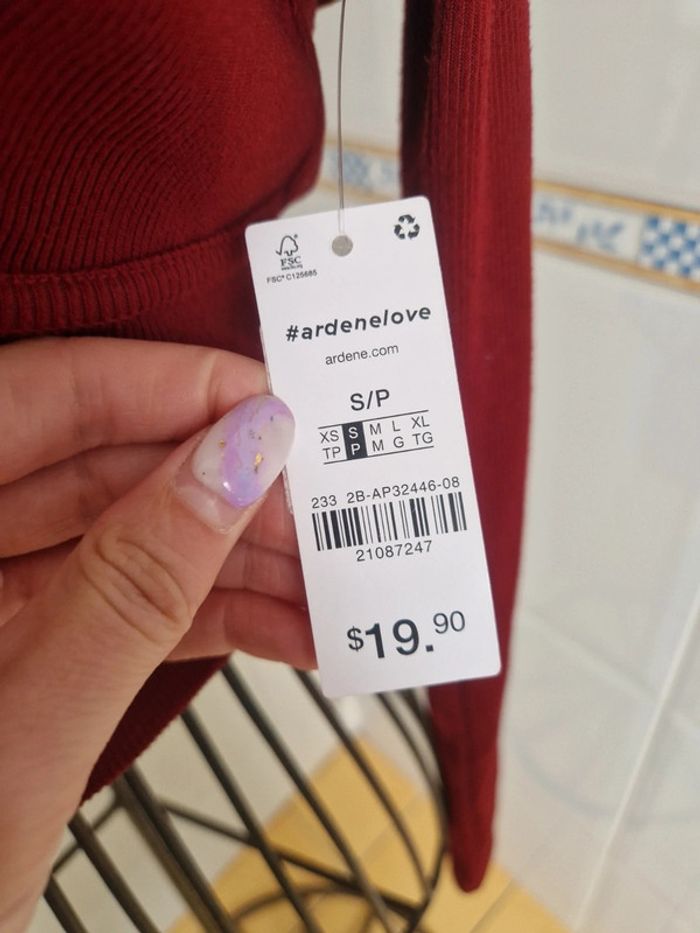 FSC
FSC® C125685
#ardenelove
ardene.com
S/P
XS S M L XL
TP P M G TG
233 2B-AP32446-08
21087247
$19.90